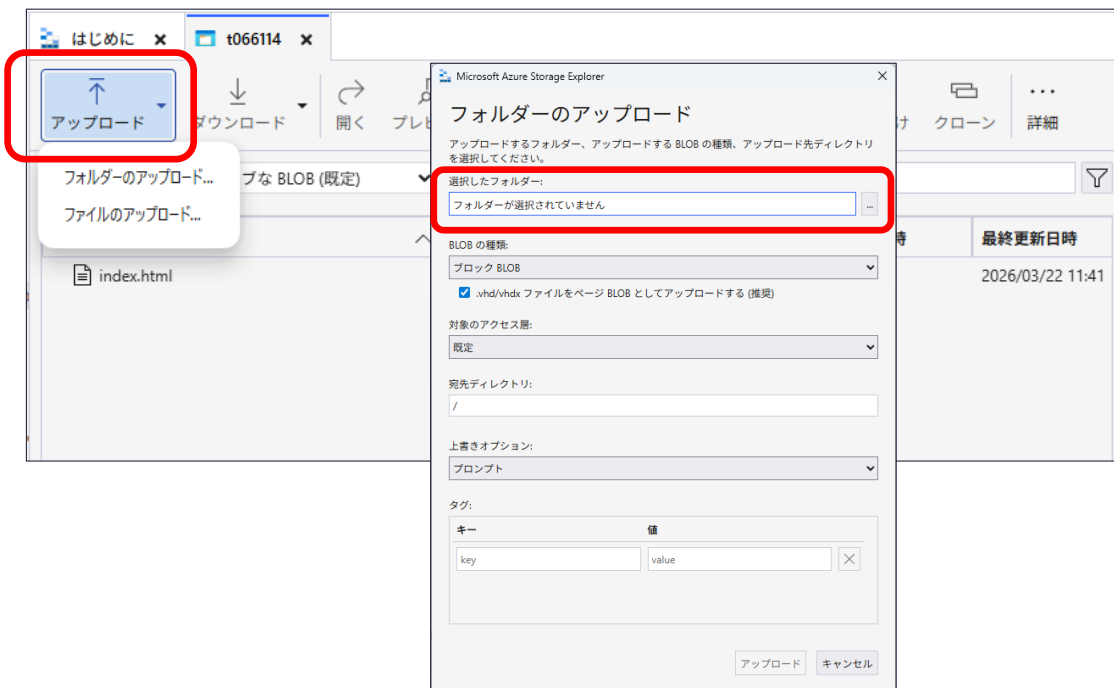 はじめに
t066114
アップロード
ダウンロード
開く
クローン
詳細
フォルダーのアップロード...
ファイルのアップロード...
ブな BLOB (既定)
最終更新日時
index.html
2026/03/22 11:41
Microsoft Azure Storage Explorer
フォルダーのアップロード
アップロードするフォルダー、アップロードする BLOB の種類、アップロード先ディレクトリ
を選択してください。
選択したフォルダー:
フォルダーが選択されていません
...
BLOB の種類:
ブロック BLOB
.vhd/vhdx ファイルをページ BLOB としてアップロードする (推奨)
対象のアクセス層:
既定
宛先ディレクトリ:
/
上書きオプション:
プロンプト
タグ:
キー 値
key value
アップロード キャンセル